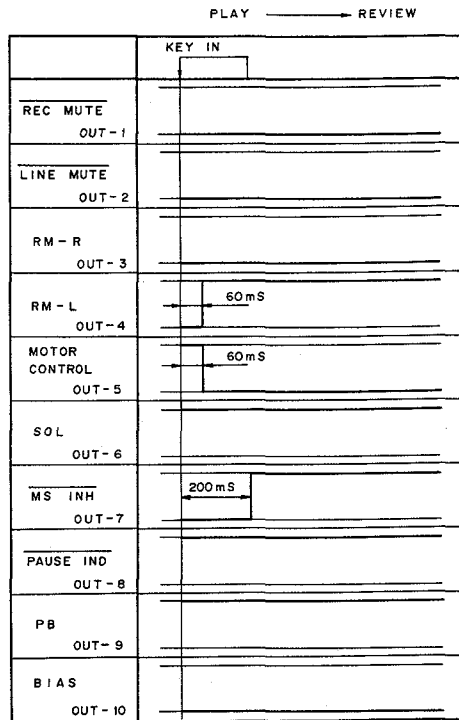 PLAY REVIEW
KEY IN
REC MUTE
OUT-1
LINE MUTE
OUT-2
RM-R
OUT-3
RM-L
60mS
OUT-4
MOTOR
60mS
CONTROL
OUT-5
SOL
OUT-6
MS INH
200mS
OUT-7
PAUSE IND
OUT-8
PB
OUT-9
BIAS
OUT-10